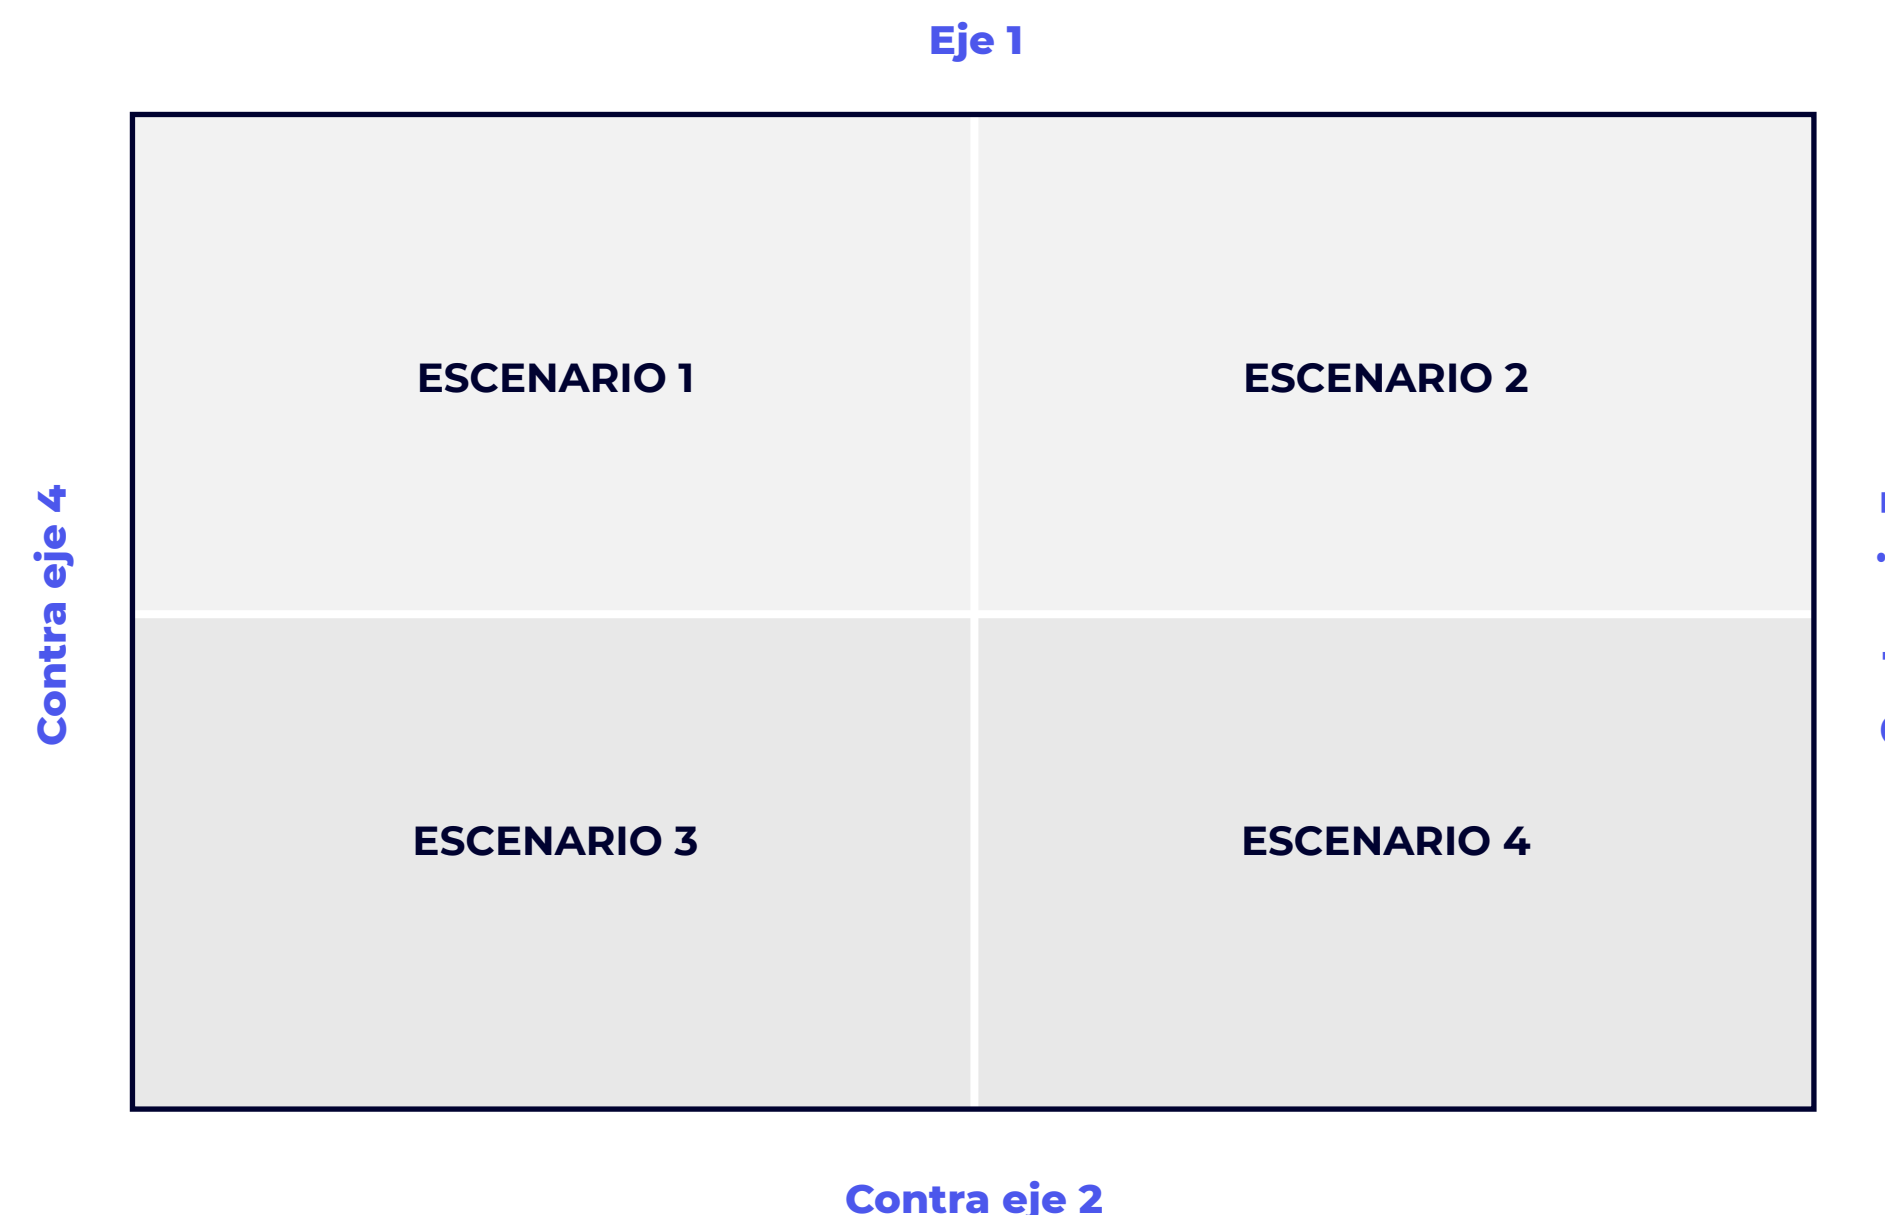 Eje 1
ESCENARIO 1
ESCENARIO 2
Contra eje 4
ESCENARIO 3
ESCENARIO 4
Contra eje 2